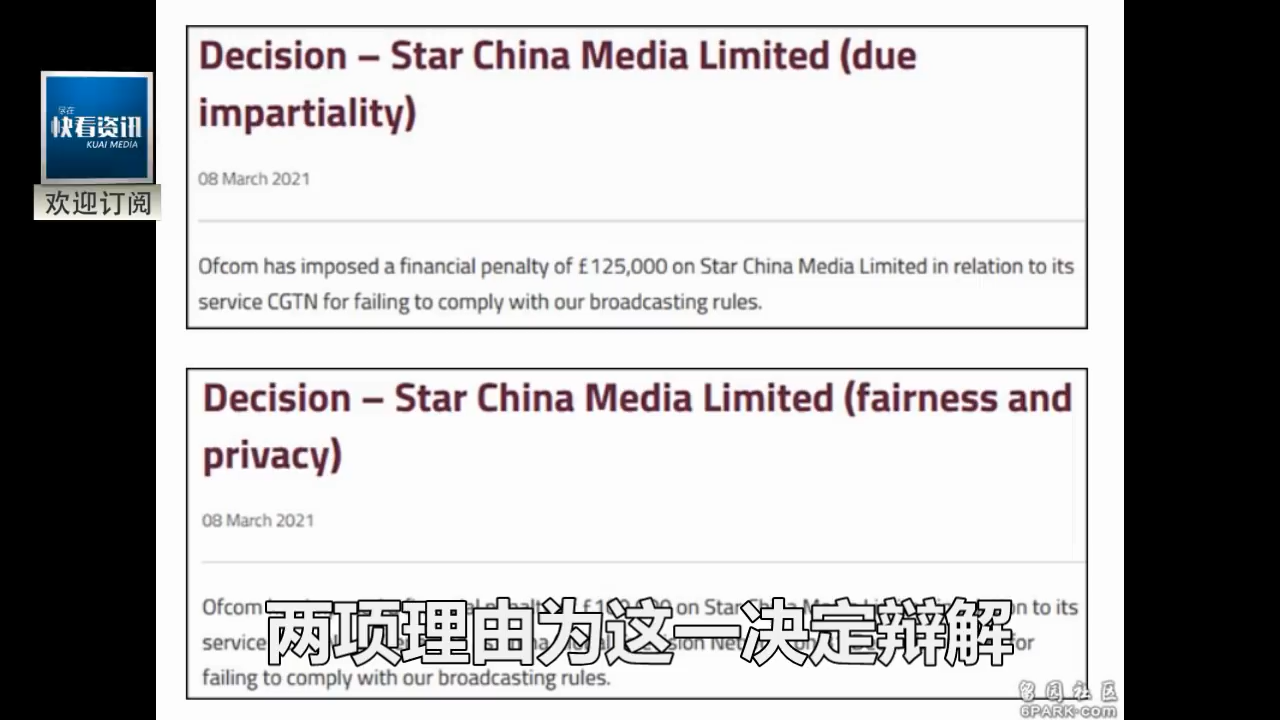 Decision – Star China Media Limited (due
impartiality)
08 March 2021
Ofcom has imposed a financial penalty of £125,000 on Star China Media Limited in relation to its
service CGTN for failing to comply with our broadcasting rules.
快看资讯
KUAI MEDIA
欢迎订阅
Decision – Star China Media Limited (fairness and
privacy)
08 March 2021
Ofcom on Star to its
service for
failing to comply with our broadcasting rules.
两项理由为这一决定辩解
留园社区
6PARK.com